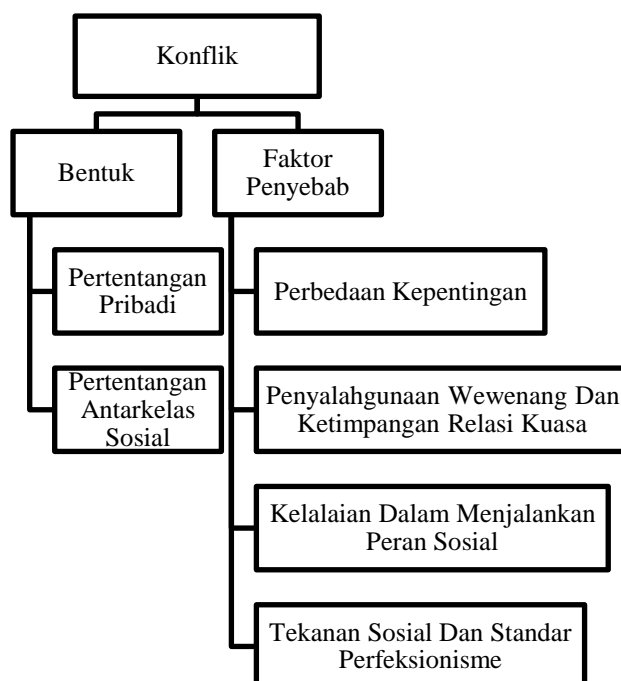 Konflik
Bentuk
Faktor
Penyebab
Pertentangan
Pribadi
Pertentangan
Antarkelas
Sosial
Perbedaan Kepentingan
Penyalahgunaan Wewenang Dan
Ketimpangan Relasi Kuasa
Kelalaian Dalam Menjalankan
Peran Sosial
Tekanan Sosial Dan Standar
Perfeksionisme